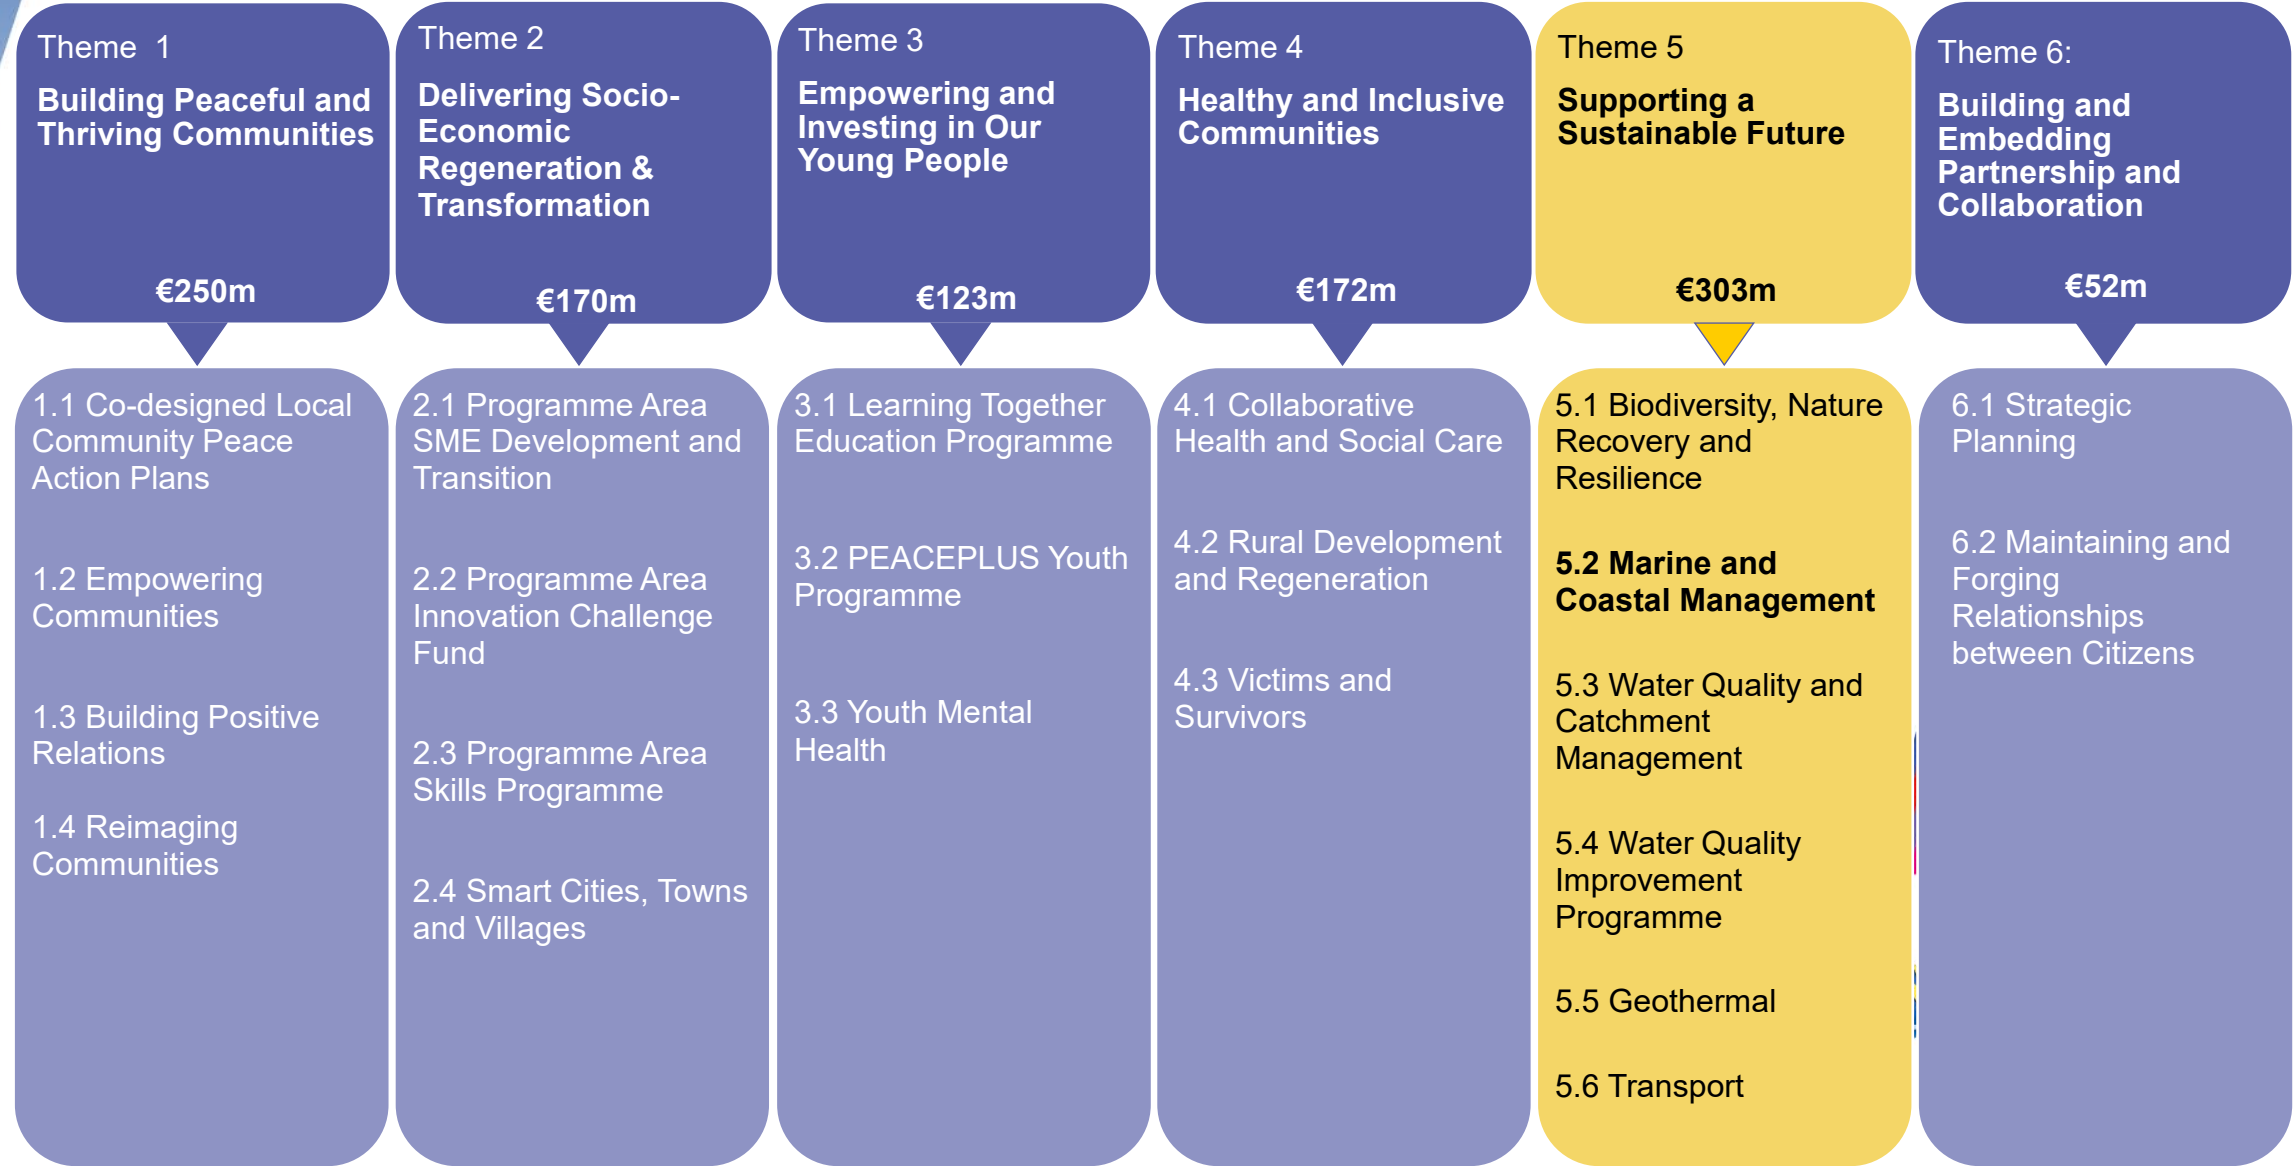 Theme 1
Building Peaceful and
Thriving Communities
€250m
Theme 2
Delivering Socio-
Economic
Regeneration &
Transformation
€170m
Theme 3
Empowering and
Investing in Our
Young People
€123m
Theme 4
Healthy and Inclusive
Communities
€172m
Theme 5
Supporting a
Sustainable Future
€303m
Theme 6:
Building and
Embedding
Partnership and
Collaboration
€52m
1.1 Co-designed Local
Community Peace
Action Plans
1.2 Empowering
Communities
1.3 Building Positive
Relations
1.4 Reimaging
Communities
2.1 Programme Area
SME Development and
Transition
2.2 Programme Area
Innovation Challenge
Fund
2.3 Programme Area
Skills Programme
2.4 Smart Cities, Towns
and Villages
3.1 Learning Together
Education Programme
3.2 PEACEPLUS Youth
Programme
3.3 Youth Mental
Health
4.1 Collaborative
Health and Social Care
4.2 Rural Development
and Regeneration
4.3 Victims and
Survivors
5.1 Biodiversity, Nature
Recovery and
Resilience
5.2 Marine and
Coastal Management
5.3 Water Quality and
Catchment
Management
5.4 Water Quality
Improvement
Programme
5.5 Geothermal
5.6 Transport
6.1 Strategic
Planning
6.2 Maintaining and
Forging
Relationships
between Citizens